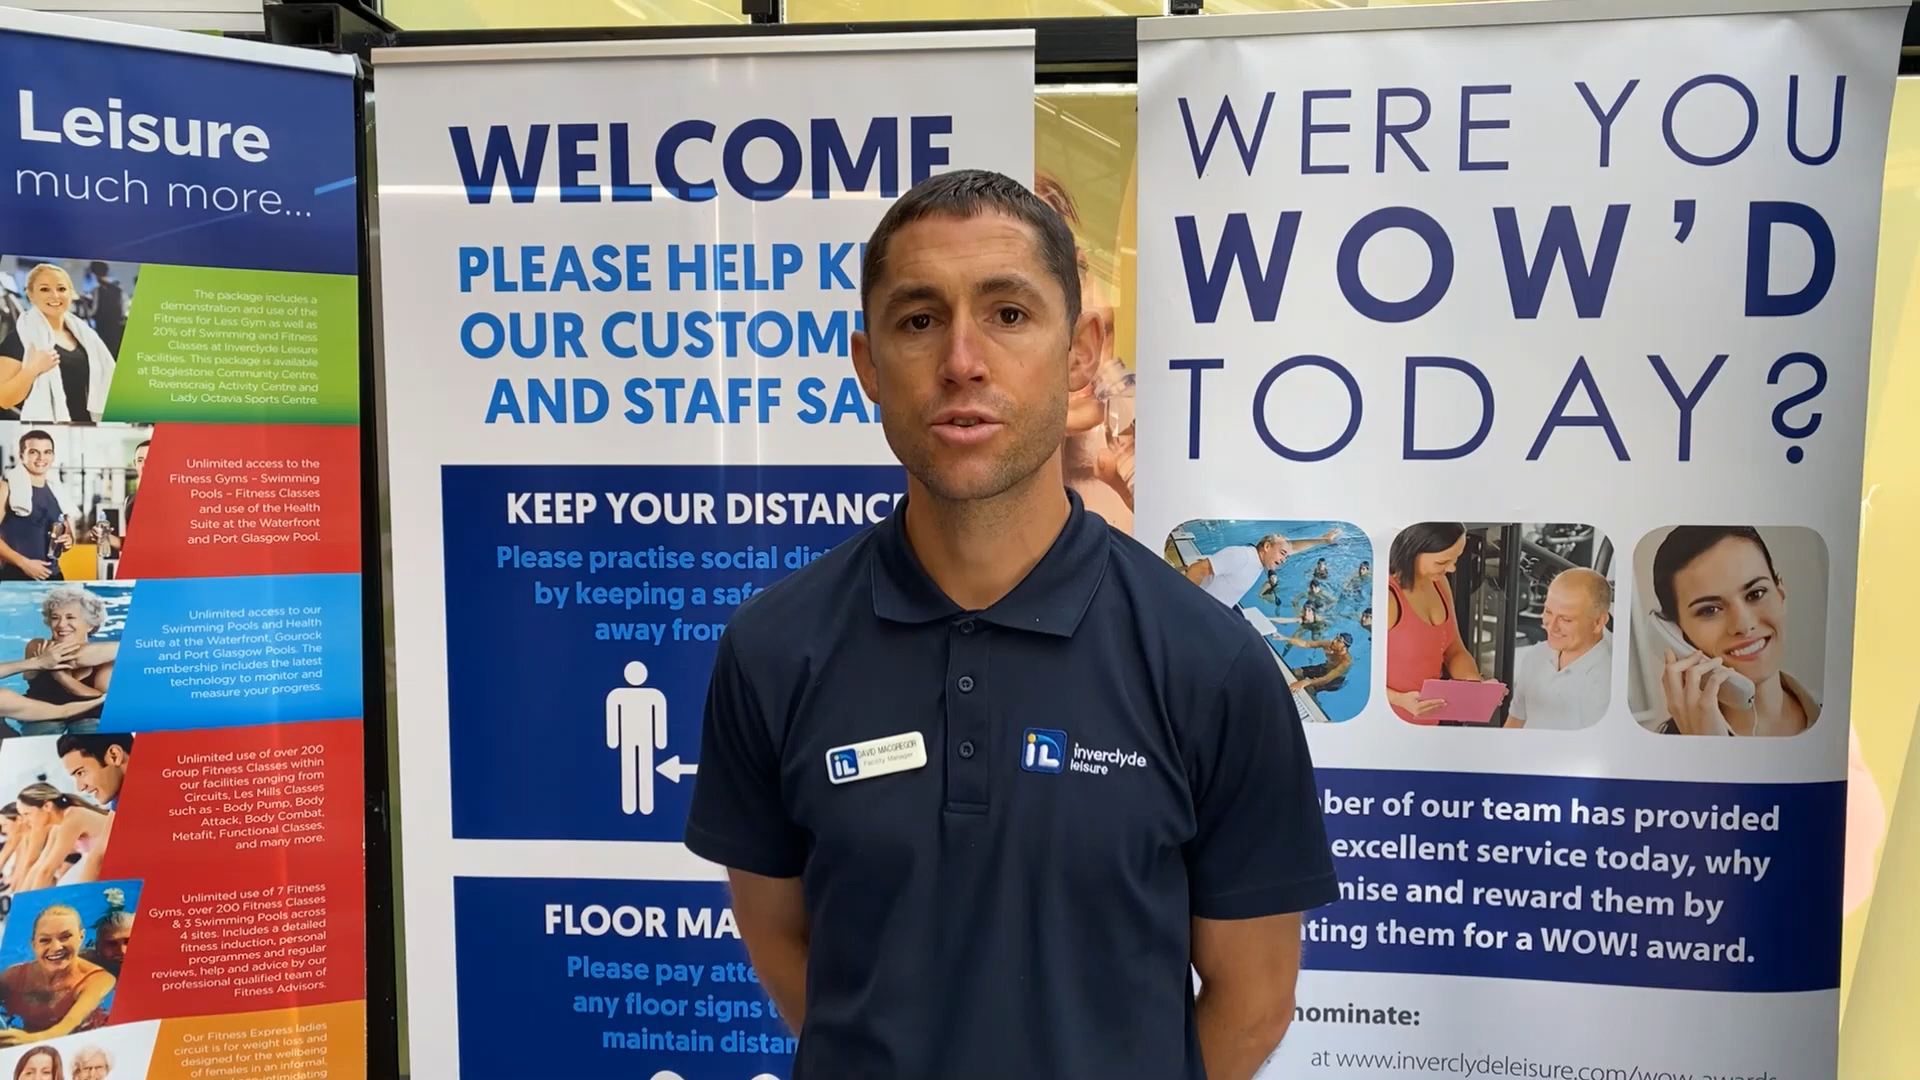 Leisure
much more...
The package includes a
demonstration and use of the
Fitness for Less Gym as well as
20% off Swimming and Fitness
Classes at Inverclyde Leisure
Facilities. This package is available
at Boglestone Community Centre,
Ravenscraig Activity Centre and
Lady Octavia Sports Centre.
Unlimited access to the
Fitness Gyms – Swimming
Pools – Fitness Classes
and use of the Health
Suite at the Waterfront
and Port Glasgow Pool.
Unlimited access to our
Swimming Pools and Health
Suite at the Waterfront, Gourock
and Port Glasgow Pools. The
membership includes the latest
technology to monitor and
measure your progress.
Unlimited use of over 200
Group Fitness Classes within
our facilities ranging from
Circuits, Les Mills Classes
such as - Body Pump, Body
Attack, Body Combat,
Metafit, Functional Classes,
and many more.
Unlimited use of 7 Fitness
Gyms, over 200 Fitness Classes
& 3 Swimming Pools across
4 sites. Includes a detailed
fitness induction, personal
programmes and regular
reviews, help and advice by our
professional qualified team of
Fitness Advisors.
Our Fitness Express ladies
circuit is for weight loss and
designed for the wellbeing
of females in an informal,
WELCOME
PLEASE HELP K
OUR CUSTOM
AND STAFF SA
KEEP YOUR DISTANC
Please practise social dis
by keeping a safe
away from
FLOOR MA
Please pay atte
any floor signs t
maintain distan
iL DAVID MACGREGOR
Facility Manager
iL inverclyde
leisure
WERE YOU
WOW'D
TODAY?
ber of our team has provided
excellent service today, why
nise and reward them by
ating them for a WOW! award.
nominate:
at www.inverclydeleisure.com/wow-awards